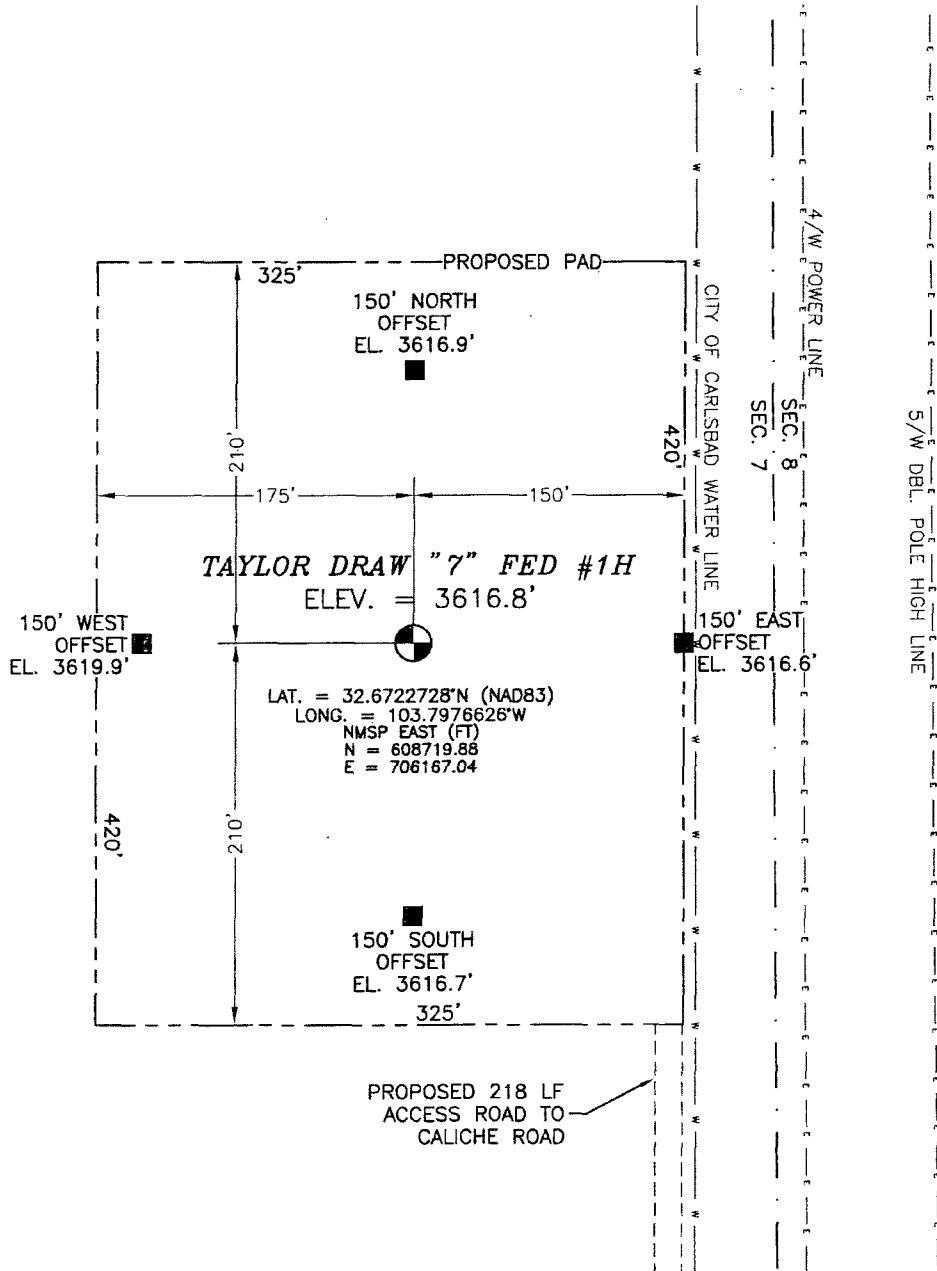 325'
PROPOSED PAD
150' NORTH
OFFSET
EL. 3616.9'
210'
420'
175'
150'
CITY OF CARLSBAD WATER LINE
SEC. 7
SEC. 8
4/W POWER LINE
5/W DBL. POLE HIGH LINE
TAYLOR DRAW "7" FED #1H
ELEV. = 3616.8'
150' WEST
OFFSET
EL. 3619.9'
150' EAST
OFFSET
EL. 3616.6'
LAT. = 32.6722728°N (NAD83)
LONG. = 103.7976626°W
NMSP EAST (FT)
N = 608719.88
E = 706167.04
420'
210'
150' SOUTH
OFFSET
EL. 3616.7'
325'
PROPOSED 218 LF
ACCESS ROAD TO
CALICHE ROAD